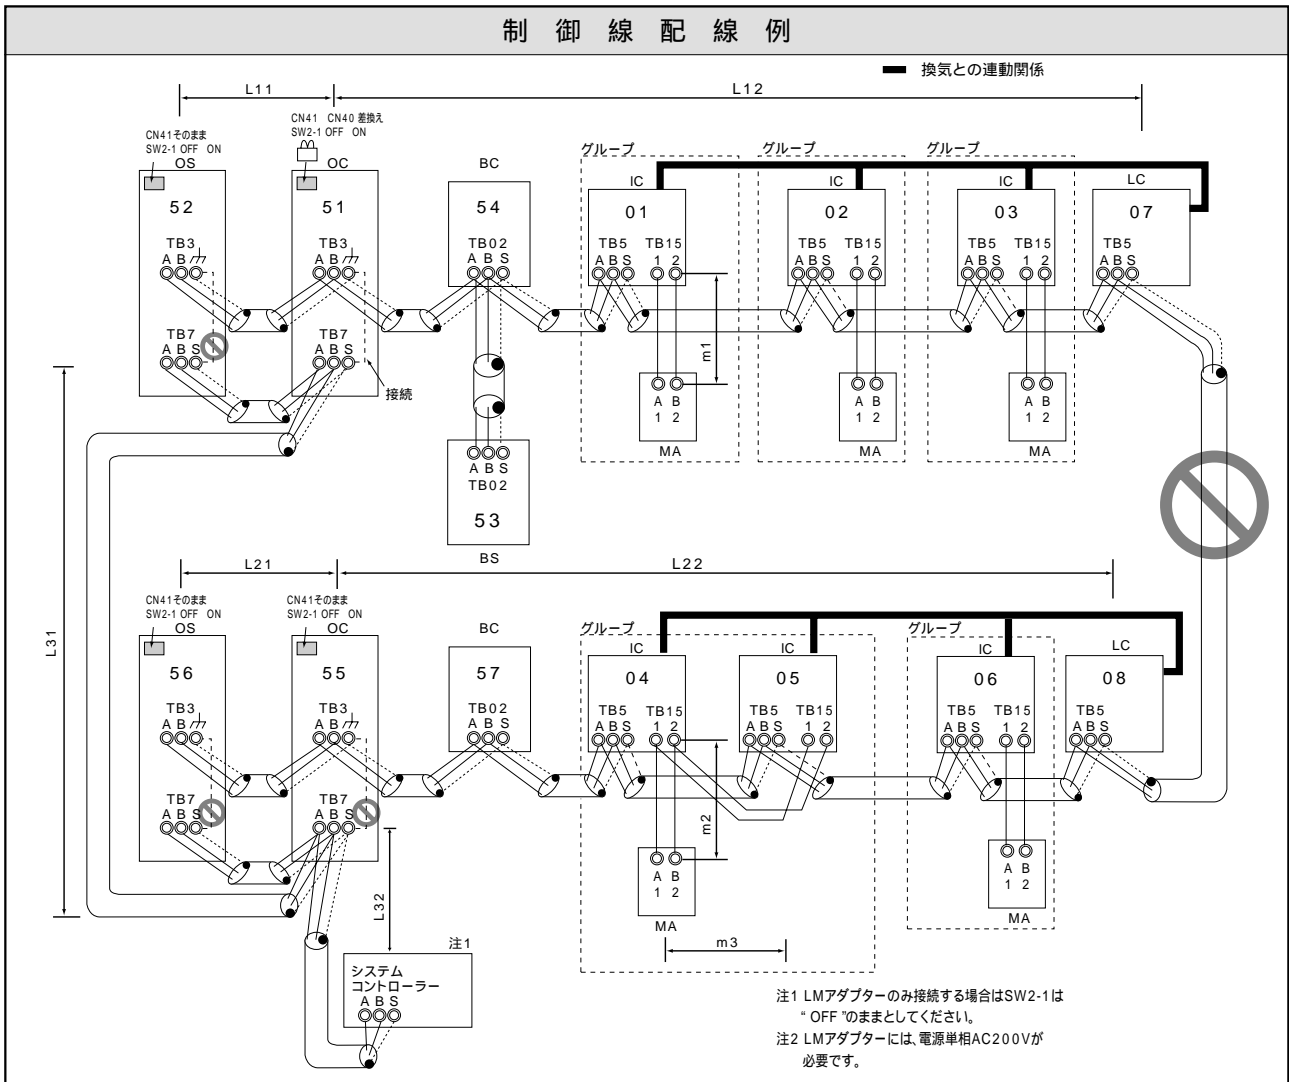 制御線配線例
換気との連動関係
L11
L12
CN41そのまま
SW2-1 OFF ON
OS
CN41 CN40 差換え
SW2-1 OFF ON
OC
BC
グループ
グループ
グループ
IC
IC
IC
LC
52
51
54
01
02
03
07
TB3
A B
TB3
A B
TB02
A B S
TB5
A B S
TB15
1 2
TB5
A B S
TB15
1 2
TB5
A B S
TB15
1 2
TB5
A B S
TB7
A B S
TB7
A B S
接続
m1
A B
1 2
MA
A B
1 2
MA
A B
1 2
MA
A B S
TB02
53
BS
L31
L21
L22
CN41そのまま
SW2-1 OFF ON
OS
CN41そのまま
SW2-1 OFF ON
OC
BC
グループ
グループ
IC
IC
IC
LC
56
55
57
04
05
06
08
TB3
A B
TB3
A B
TB02
A B S
TB5
A B S
TB15
1 2
TB5
A B S
TB15
1 2
TB5
A B S
TB15
1 2
TB5
A B S
TB7
A B S
TB7
A B S
m2
A B
1 2
MA
A B
1 2
MA
m3
L32
注1
システム
コントローラー
A B S
注1 LMアダプターのみ接続する場合はSW2-1は
“ OFF ”のままとしてください。
注2 LMアダプターには、電源単相AC200Vが
必要です。